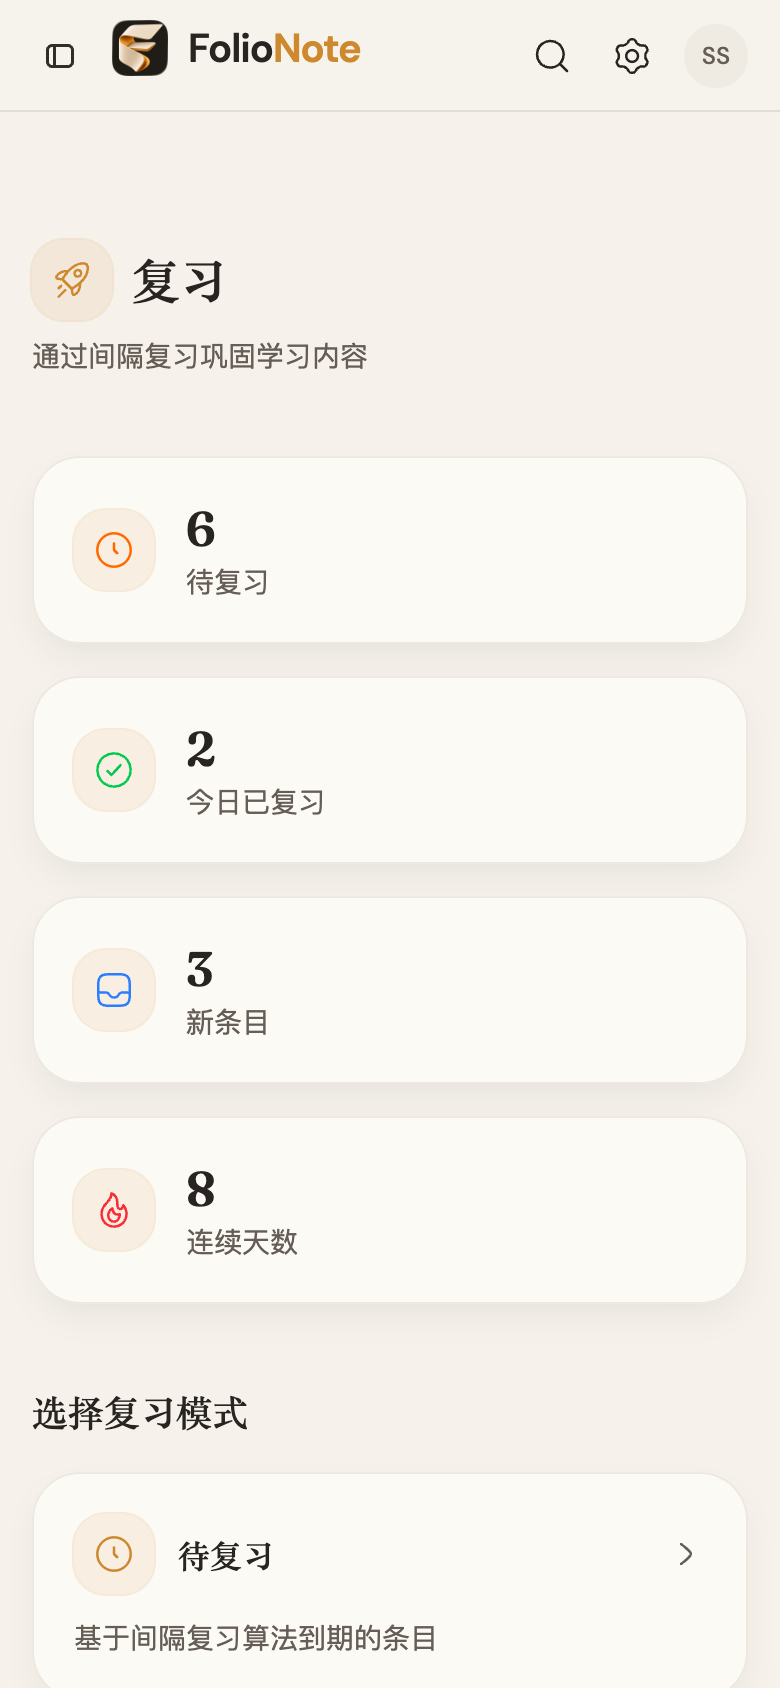 FolioNote
SS
复习
通过间隔复习巩固学习内容
6
待复习
2
今日已复习
3
新条目
8
连续天数
选择复习模式
待复习
基于间隔复习算法到期的条目